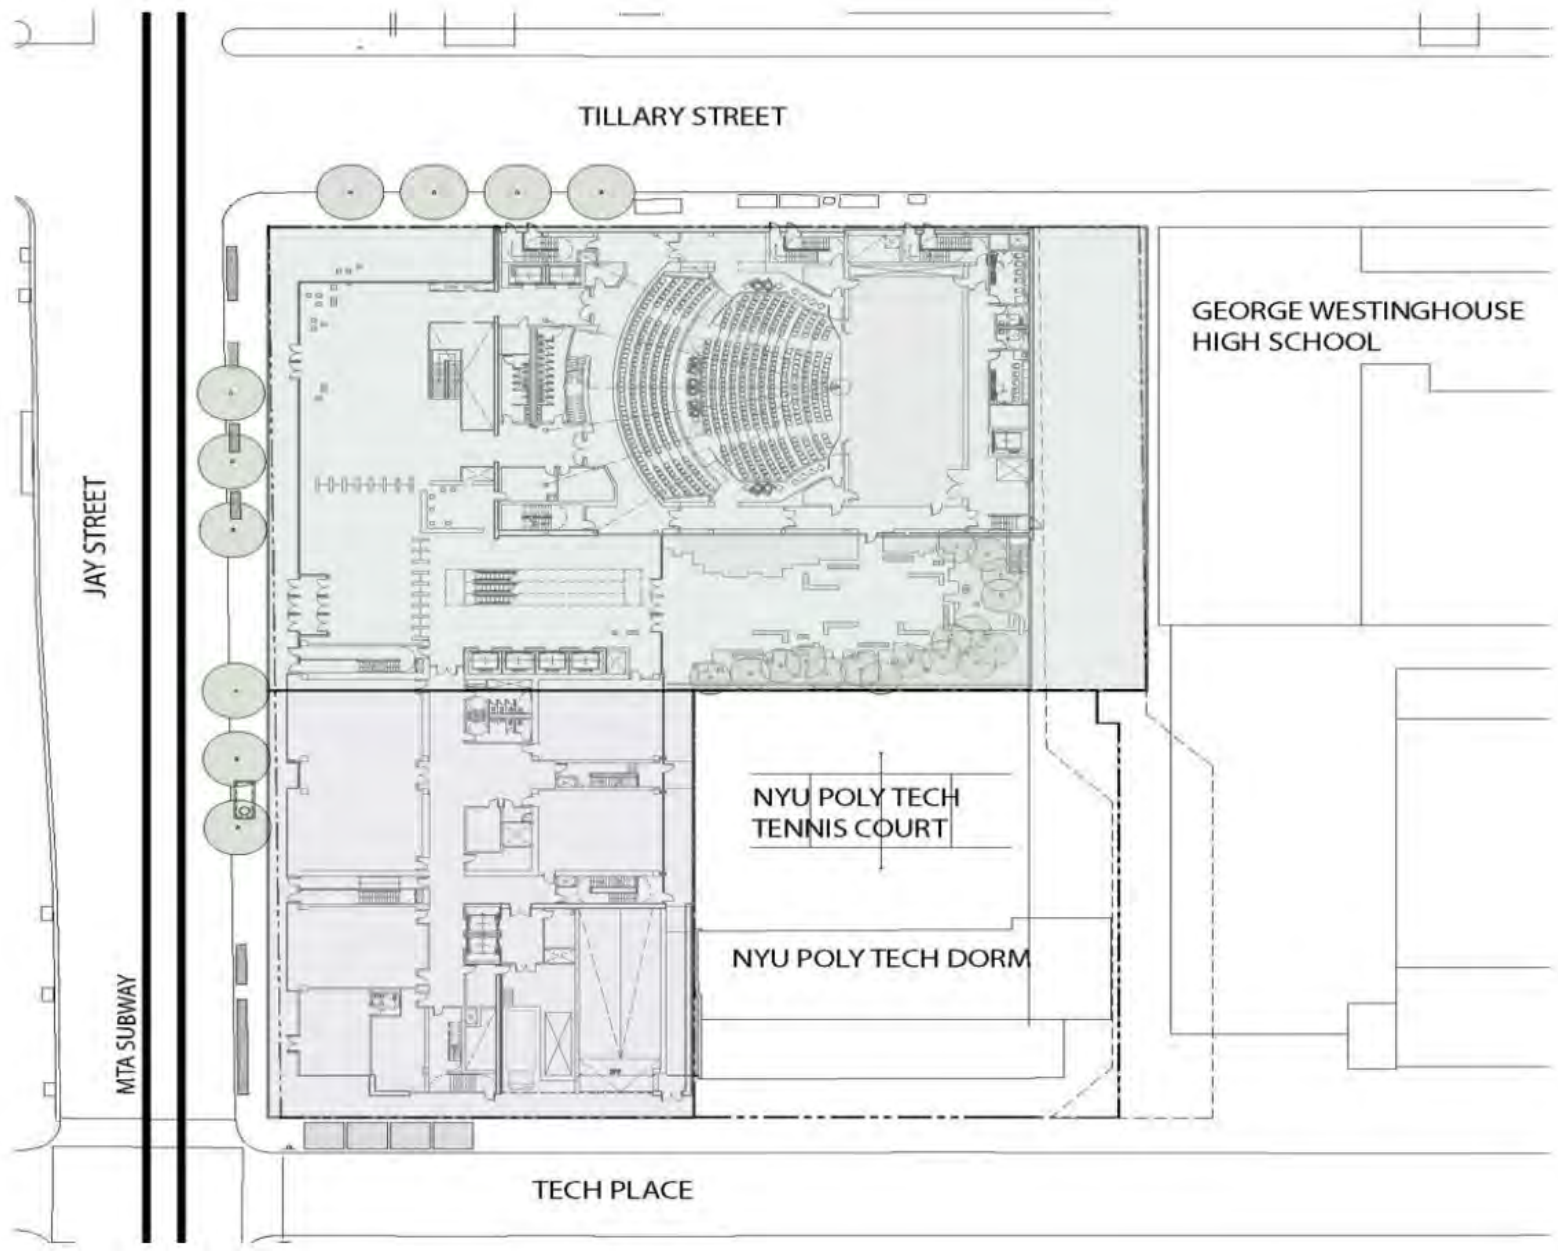 TILLARY STREET
GEORGE WESTINGHOUSE
HIGH SCHOOL
JAY STREET
NYU POLY TECH
TENNIS COURT
NYU POLY TECH DORM
MTA SUBWAY
TECH PLACE